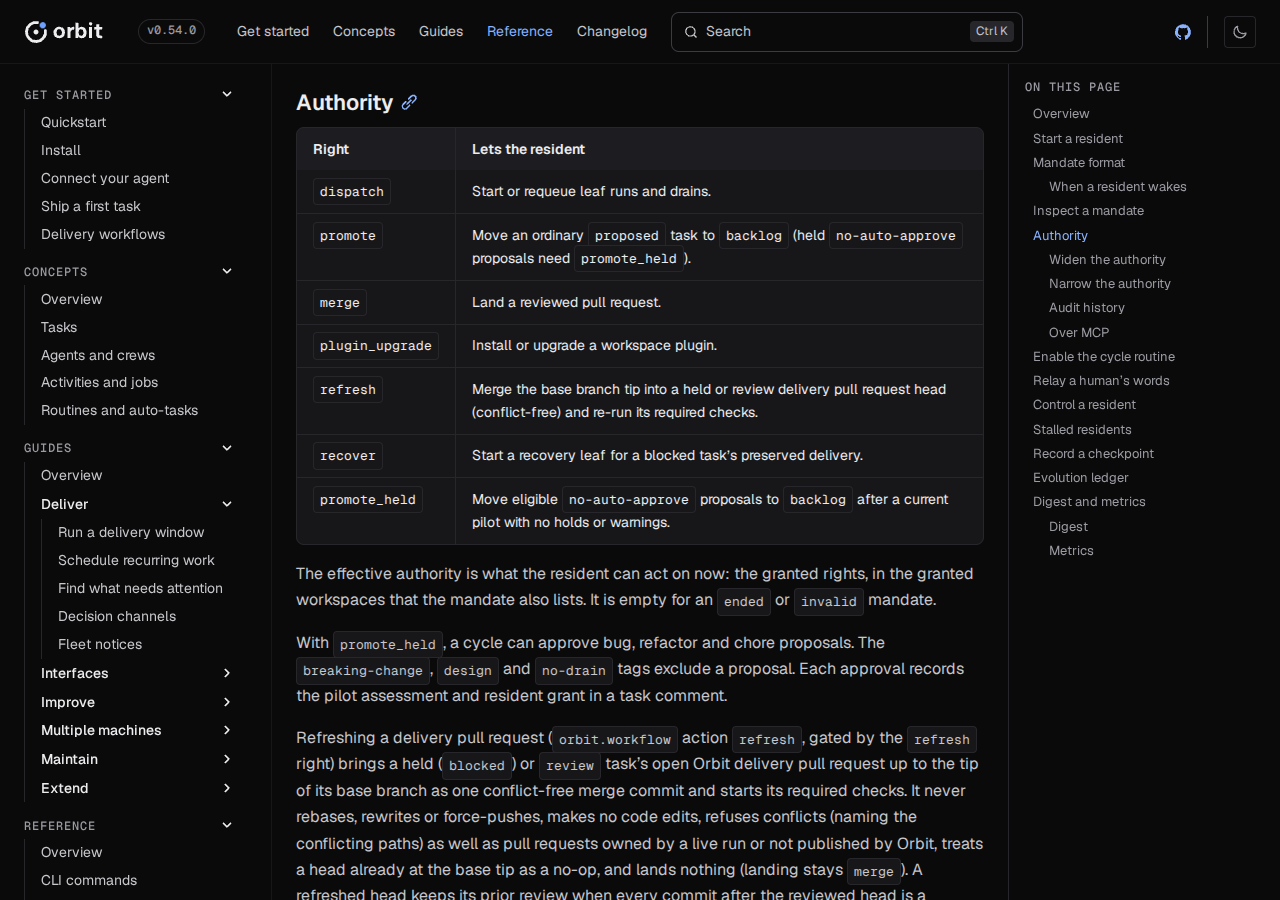 orbit
v0.54.0
Get started
Concepts
Guides
Reference
Changelog
Search
Ctrl K
GET STARTED
Quickstart
Install
Connect your agent
Ship a first task
Delivery workflows
CONCEPTS
Overview
Tasks
Agents and crews
Activities and jobs
Routines and auto-tasks
GUIDES
Overview
Deliver
Run a delivery window
Schedule recurring work
Find what needs attention
Decision channels
Fleet notices
Interfaces
Improve
Multiple machines
Maintain
Extend
REFERENCE
Overview
CLI commands
Authority
Right
Lets the resident
dispatch
Start or requeue leaf runs and drains.
promote
Move an ordinary proposed task to backlog (held no-auto-approve
proposals need promote_held ).
merge
Land a reviewed pull request.
plugin_upgrade
Install or upgrade a workspace plugin.
refresh
Merge the base branch tip into a held or review delivery pull request head
(conflict-free) and re-run its required checks.
recover
Start a recovery leaf for a blocked task's preserved delivery.
promote_held
Move eligible no-auto-approve proposals to backlog after a current
pilot with no holds or warnings.
The effective authority is what the resident can act on now: the granted rights, in the granted
workspaces that the mandate also lists. It is empty for an ended or invalid mandate.
With promote_held , a cycle can approve bug, refactor and chore proposals. The
breaking-change , design and no-drain tags exclude a proposal. Each approval records
the pilot assessment and resident grant in a task comment.
Refreshing a delivery pull request ( orbit.workflow action refresh , gated by the refresh
right) brings a held ( blocked ) or review task's open Orbit delivery pull request up to the tip
of its base branch as one conflict-free merge commit and starts its required checks. It never
rebases, rewrites or force-pushes, makes no code edits, refuses conflicts (naming the
conflicting paths) as well as pull requests owned by a live run or not published by Orbit, treats
a head already at the base tip as a no-op, and lands nothing (landing stays merge ). A
refreshed head keeps its prior review when every commit after the reviewed head is a
ON THIS PAGE
Overview
Start a resident
Mandate format
When a resident wakes
Inspect a mandate
Authority
Widen the authority
Narrow the authority
Audit history
Over MCP
Enable the cycle routine
Relay a human's words
Control a resident
Stalled residents
Record a checkpoint
Evolution ledger
Digest and metrics
Digest
Metrics